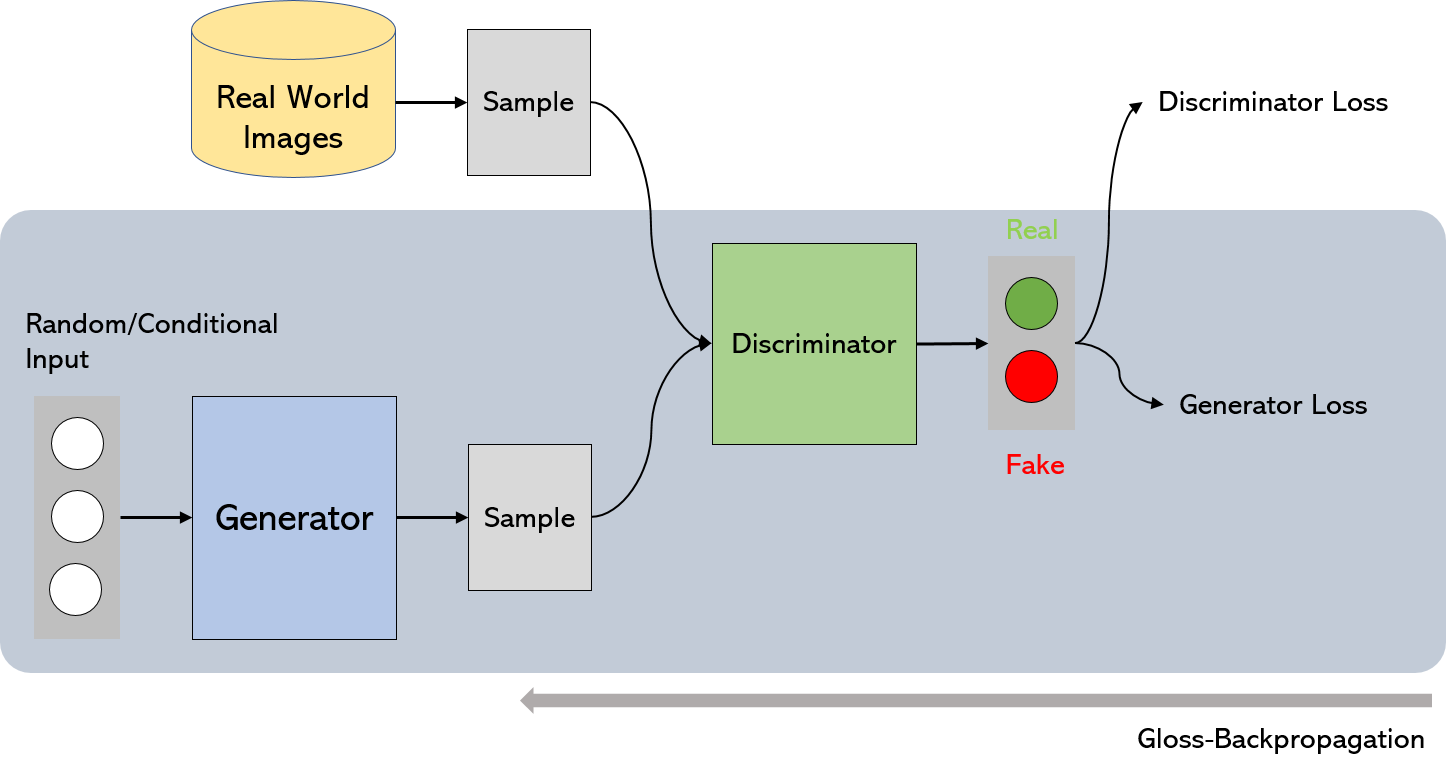 Real World
Images
Sample
Discriminator Loss
Real
Random/Conditional
Input
Discriminator
Generator Loss
Fake
Generator
Sample
Gloss-Backpropagation